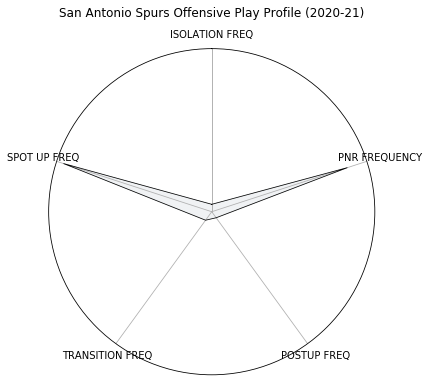 San Antonio Spurs Offensive Play Profile (2020-21)
ISOLATION FREQ
SPOT UP FREQ
PNR FREQUENCY
TRANSITION FREQ
POSTUP FREQ